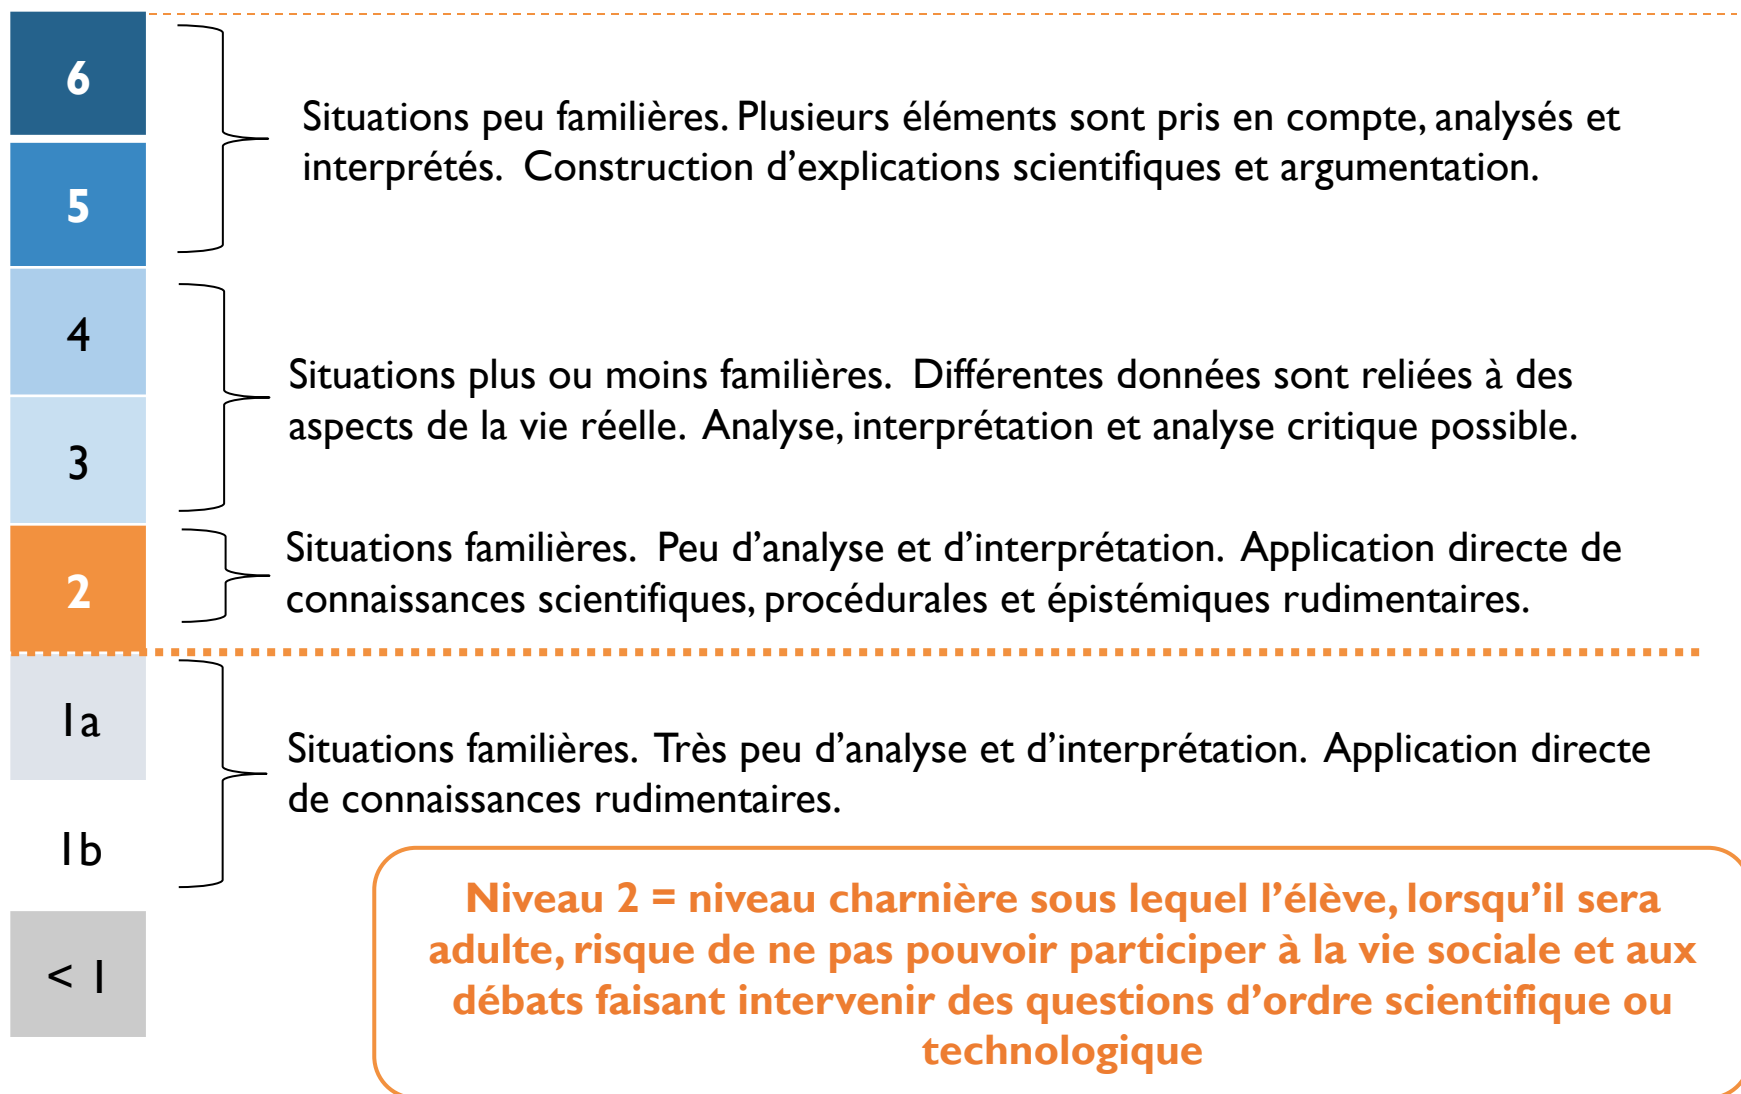 6
Situations peu familières. Plusieurs éléments sont pris en compte, analysés et
interprétés. Construction d’explications scientifiques et argumentation.
5
4
Situations plus ou moins familières. Différentes données sont reliées à des
aspects de la vie réelle. Analyse, interprétation et analyse critique possible.
3
Situations familières. Peu d’analyse et d’interprétation. Application directe de
connaissances scientifiques, procédurales et épistémiques rudimentaires.
2
1a
Situations familières. Très peu d’analyse et d’interprétation. Application directe
de connaissances rudimentaires.
1b
Niveau 2 = niveau charnière sous lequel l’élève, lorsqu’il sera
adulte, risque de ne pas pouvoir participer à la vie sociale et aux
débats faisant intervenir des questions d’ordre scientifique ou
technologique
< 1